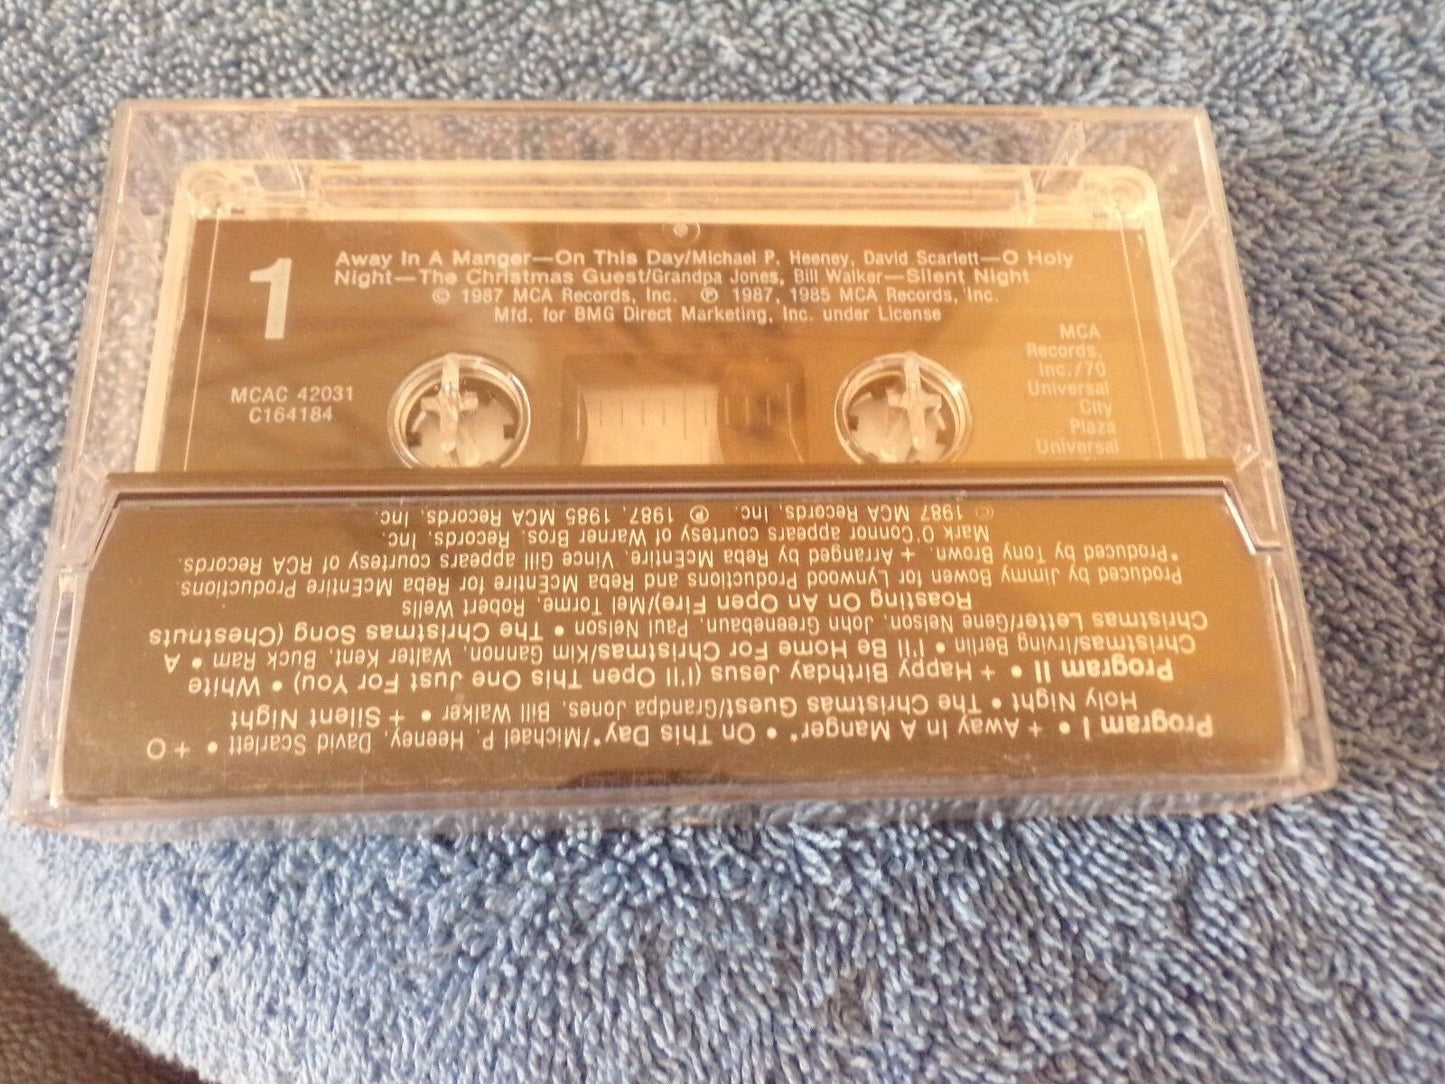 1
Away In A Manger—On This Day/Michael P. Heeney, David Scarlett—O Holy
Night—The Christmas Guest/Grandpa Jones, Bill Walker—Silent Night
© 1987 MCA Records, Inc. ℗ 1987, 1985 MCA Records, Inc.
Mfd. for BMG Direct Marketing, Inc. under License
MCAC 42031
C164184
MCA
Records,
Inc./70
Universal
City
Plaza
Universal
Program I • + Away In A Manger* • On This Day*/Michael P. Heeney, David Scarlett • + O
Holy Night • The Christmas Guest/Grandpa Jones, Bill Walker • + Silent Night
Program II • + Happy Birthday Jesus (I'll Open This One Just For You) • White
Christmas/Irving Berlin • I'll Be Home For Christmas/Kim Gannon, Walter Kent, Buck Ram • A
Christmas Letter/Gene Nelson, John Greenebaun, Paul Nelson • The Christmas Song (Chestnuts
Roasting On An Open Fire)/Mel Torme, Robert Wells
Produced by Jimmy Bowen for Lynwood Productions and Reba McEntire for Reba McEntire Productions.
*Produced by Tony Brown. + Arranged by Reba McEntire. Vince Gill appears courtesy of RCA Records.
Mark O'Connor appears courtesy of Warner Bros. Records, Inc.
© 1987 MCA Records, Inc. ℗ 1987, 1985 MCA Records, Inc.